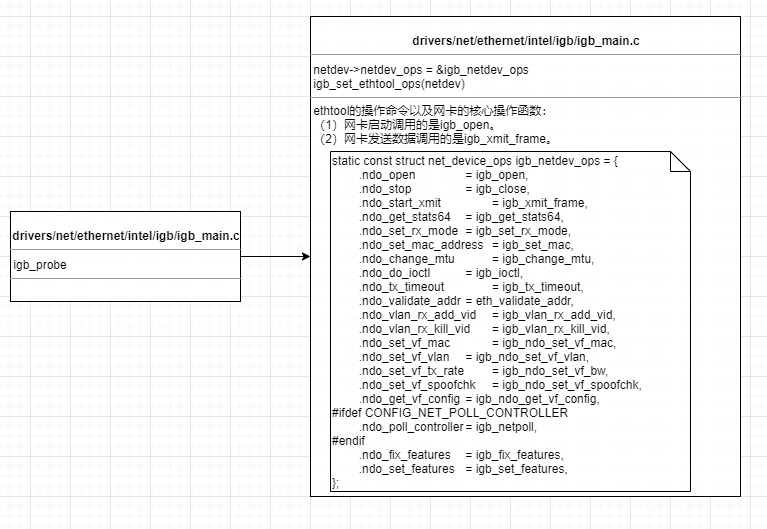 drivers/net/ethernet/intel/igb/igb_main.c
igb_probe
drivers/net/ethernet/intel/igb/igb_main.c
netdev->netdev_ops = &igb_netdev_ops
igb_set_ethtool_ops(netdev)
ethtool的操作命令以及网卡的核心操作函数：
（1）网卡启动调用的是igb_open。
（2）网卡发送数据调用的是igb_xmit_frame。
static const struct net_device_ops igb_netdev_ops = {
.ndo_open = igb_open,
.ndo_stop = igb_close,
.ndo_start_xmit = igb_xmit_frame,
.ndo_get_stats64 = igb_get_stats64,
.ndo_set_rx_mode = igb_set_rx_mode,
.ndo_set_mac_address = igb_set_mac,
.ndo_change_mtu = igb_change_mtu,
.ndo_do_ioctl = igb_ioctl,
.ndo_tx_timeout = igb_tx_timeout,
.ndo_validate_addr = eth_validate_addr,
.ndo_vlan_rx_add_vid = igb_vlan_rx_add_vid,
.ndo_vlan_rx_kill_vid = igb_vlan_rx_kill_vid,
.ndo_set_vf_mac = igb_ndo_set_vf_mac,
.ndo_set_vf_vlan = igb_ndo_set_vf_vlan,
.ndo_set_vf_tx_rate = igb_ndo_set_vf_bw,
.ndo_set_vf_spoofchk = igb_ndo_set_vf_spoofchk,
.ndo_get_vf_config = igb_ndo_get_vf_config,
#ifdef CONFIG_NET_POLL_CONTROLLER
.ndo_poll_controller = igb_netpoll,
#endif
.ndo_fix_features = igb_fix_features,
.ndo_set_features = igb_set_features,
};